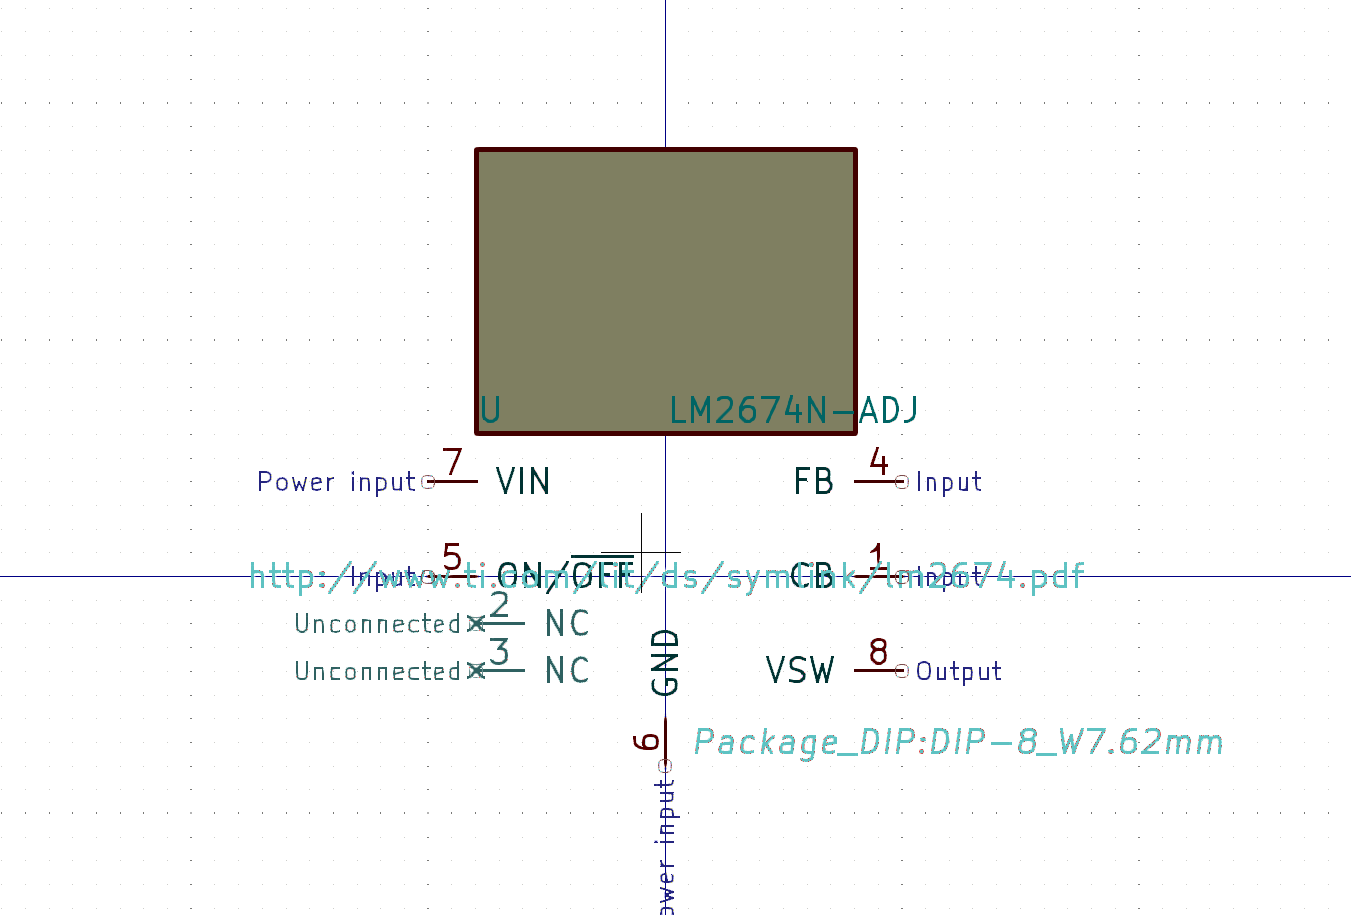 U LM2674N-ADJ
7 4
Power input VIN FB Input
5 1
Input ON/OFF CB Input
http://www.ti.com/lit/ds/symlink/lm2674.pdf
2
Unconnected NC
3 8
Unconnected NC VSW Output
GND
6
Package_DIP:DIP-8_W7.62mm
ower input